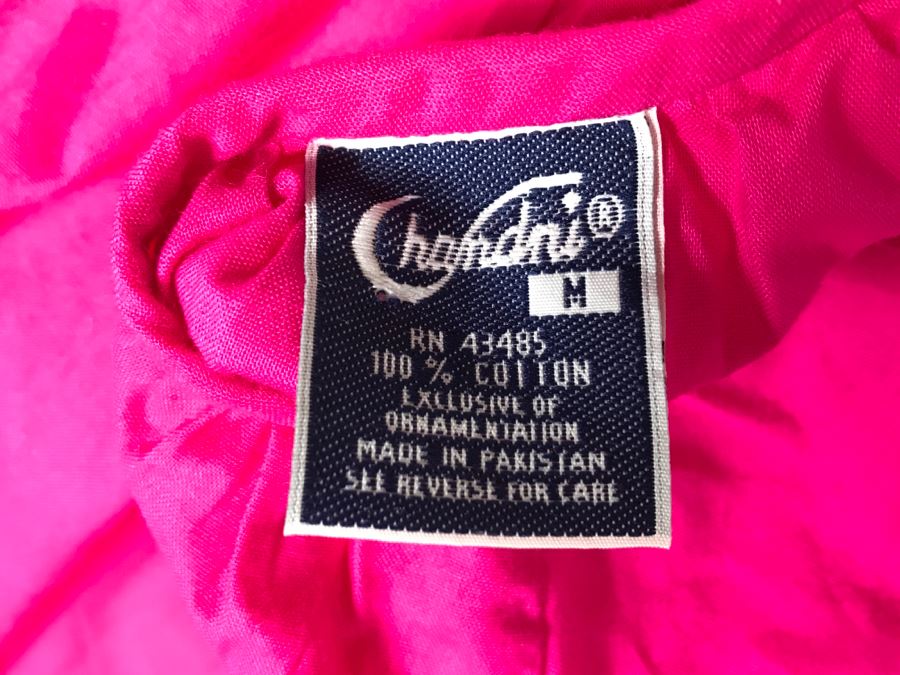 Chandni®
M
RN 43485
100 % COTTON
EXCLUSIVE OF
ORNAMENTATION
MADE IN PAKISTAN
SEE REVERSE FOR CARE